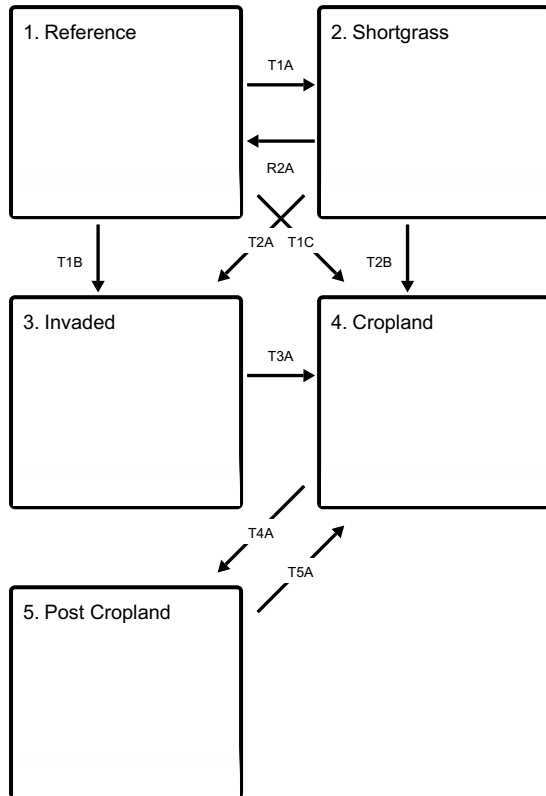 1. Reference
2. Shortgrass
T1A
R2A
T1B
T2A
T1C
T2B
3. Invaded
4. Cropland
T3A
T4A
T5A
5. Post Cropland